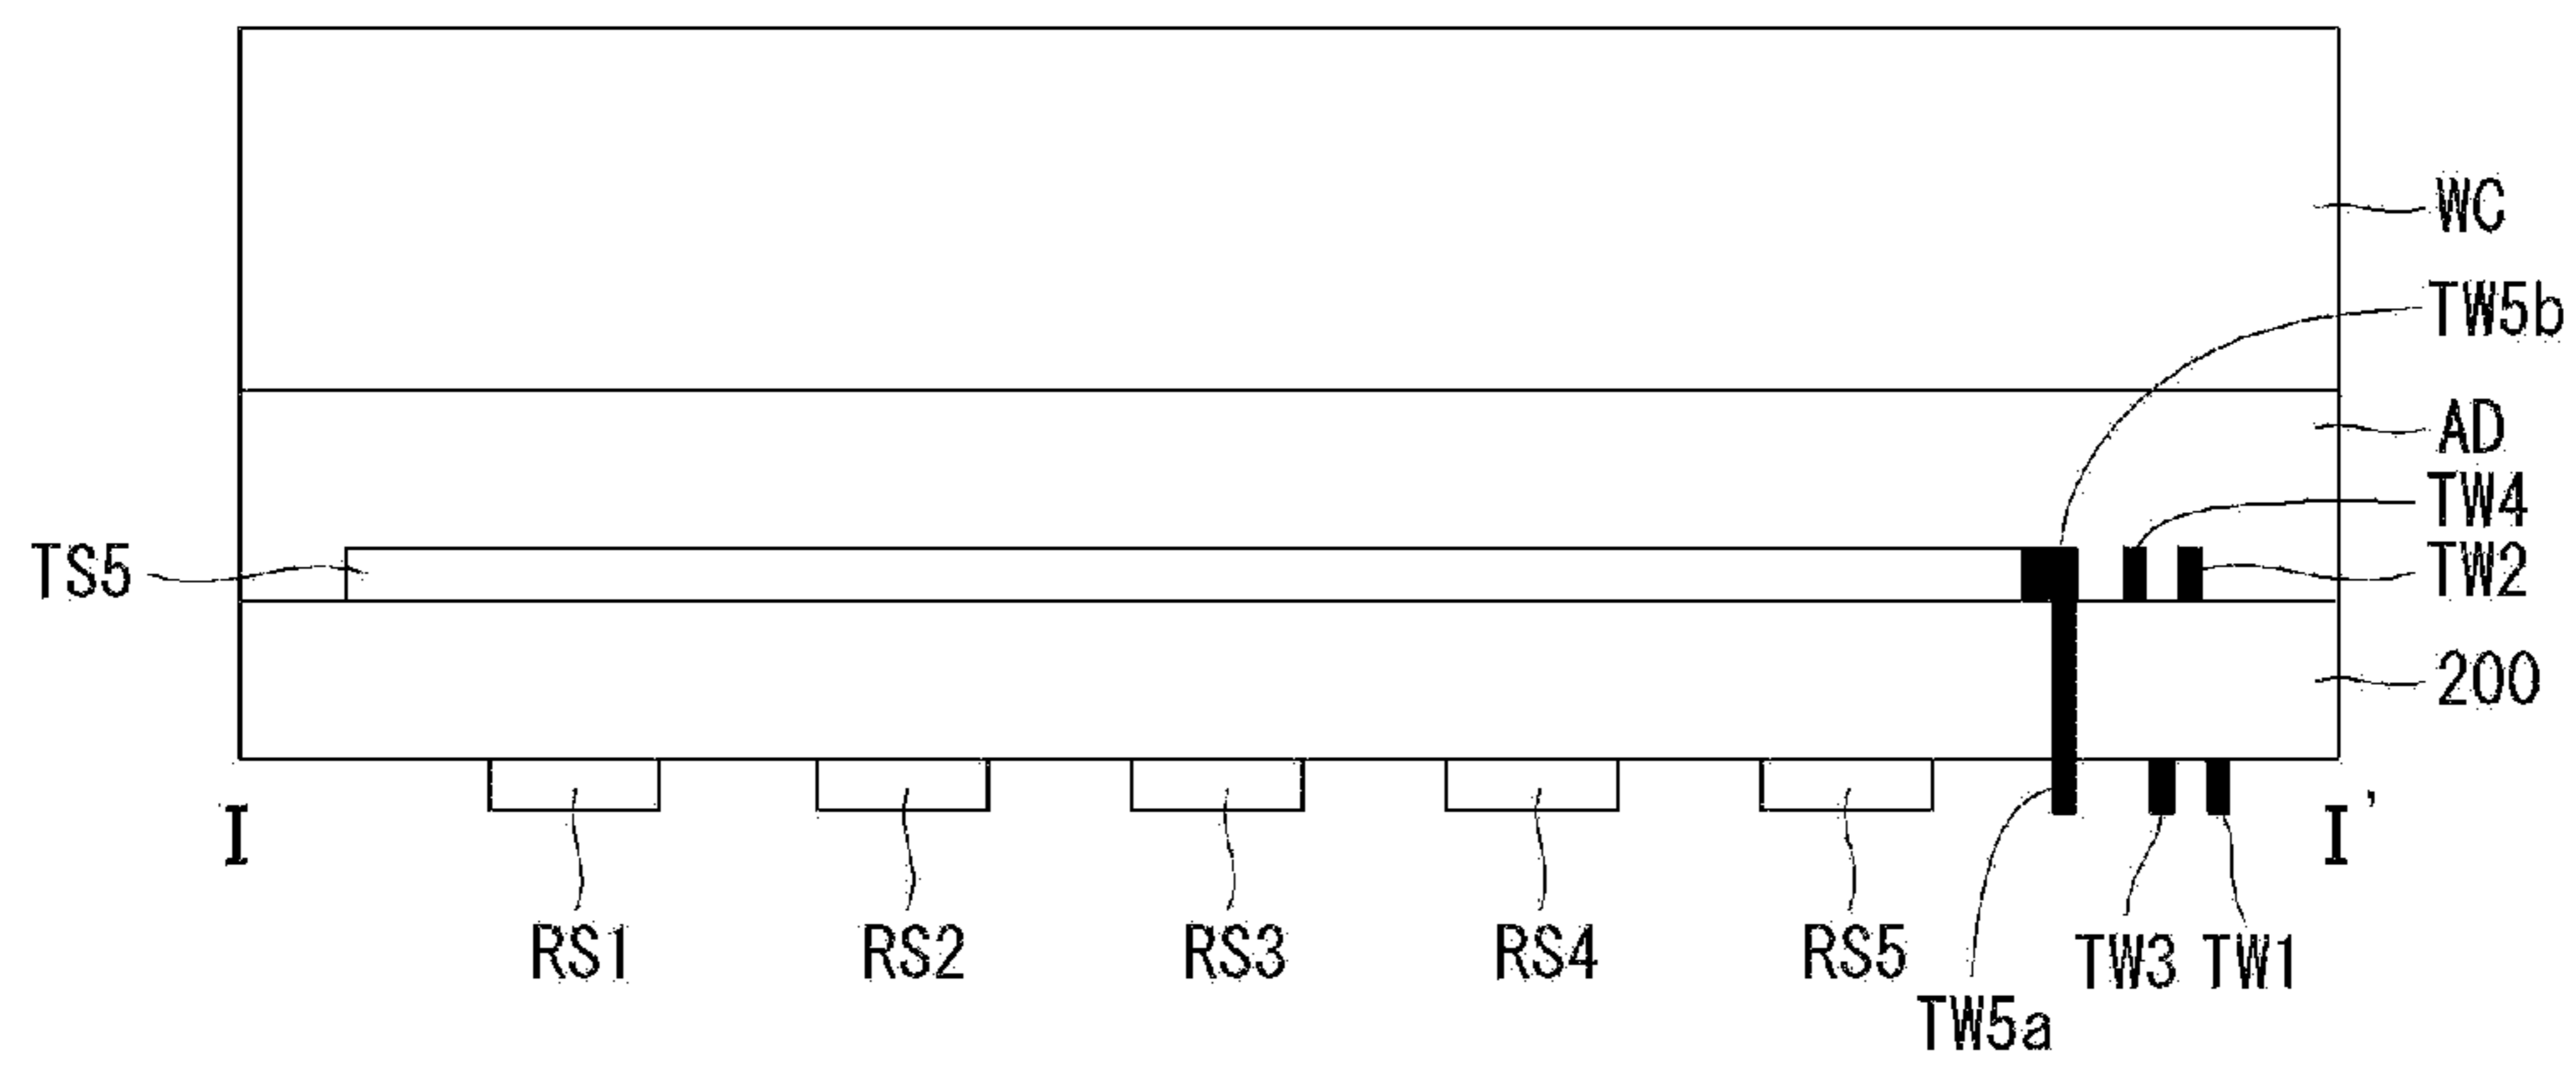 WC
TW5b
AD
TW4
TS5
TW2
200
I
I'
RS1
RS2
RS3
RS4
RS5
TW3
TW1
TW5a